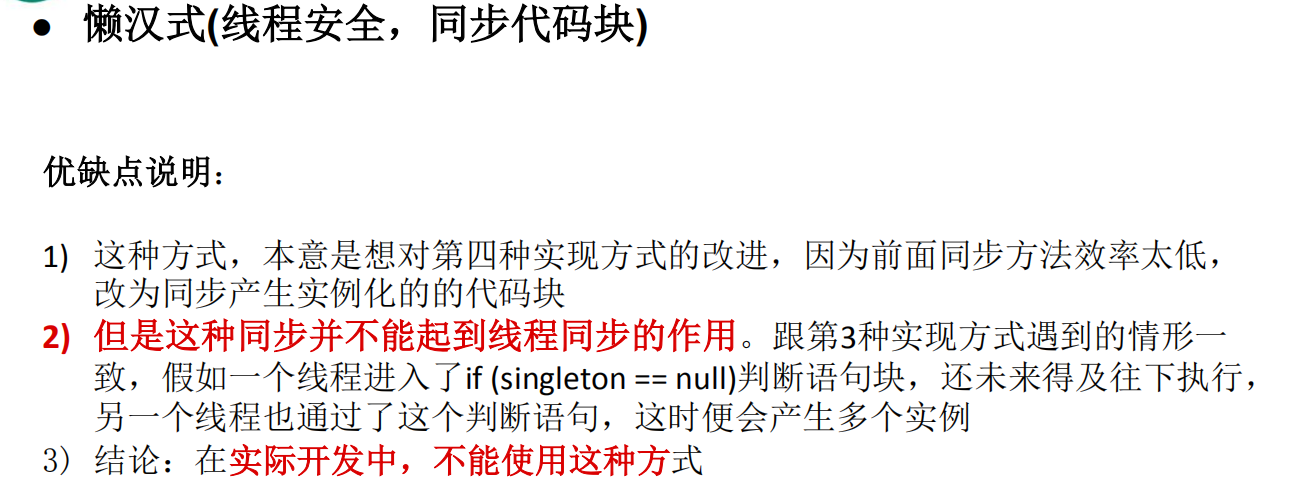 • 懒汉式(线程安全，同步代码块)
优缺点说明：
1) 这种方式，本意是想对第四种实现方式的改进，因为前面同步方法效率太低，
改为同步产生实例化的的代码块
2) 但是这种同步并不能起到线程同步的作用。跟第3种实现方式遇到的情形一
致，假如一个线程进入了if (singleton == null)判断语句块，还未来得及往下执行，
另一个线程也通过了这个判断语句，这时便会产生多个实例
3) 结论：在实际开发中，不能使用这种方式